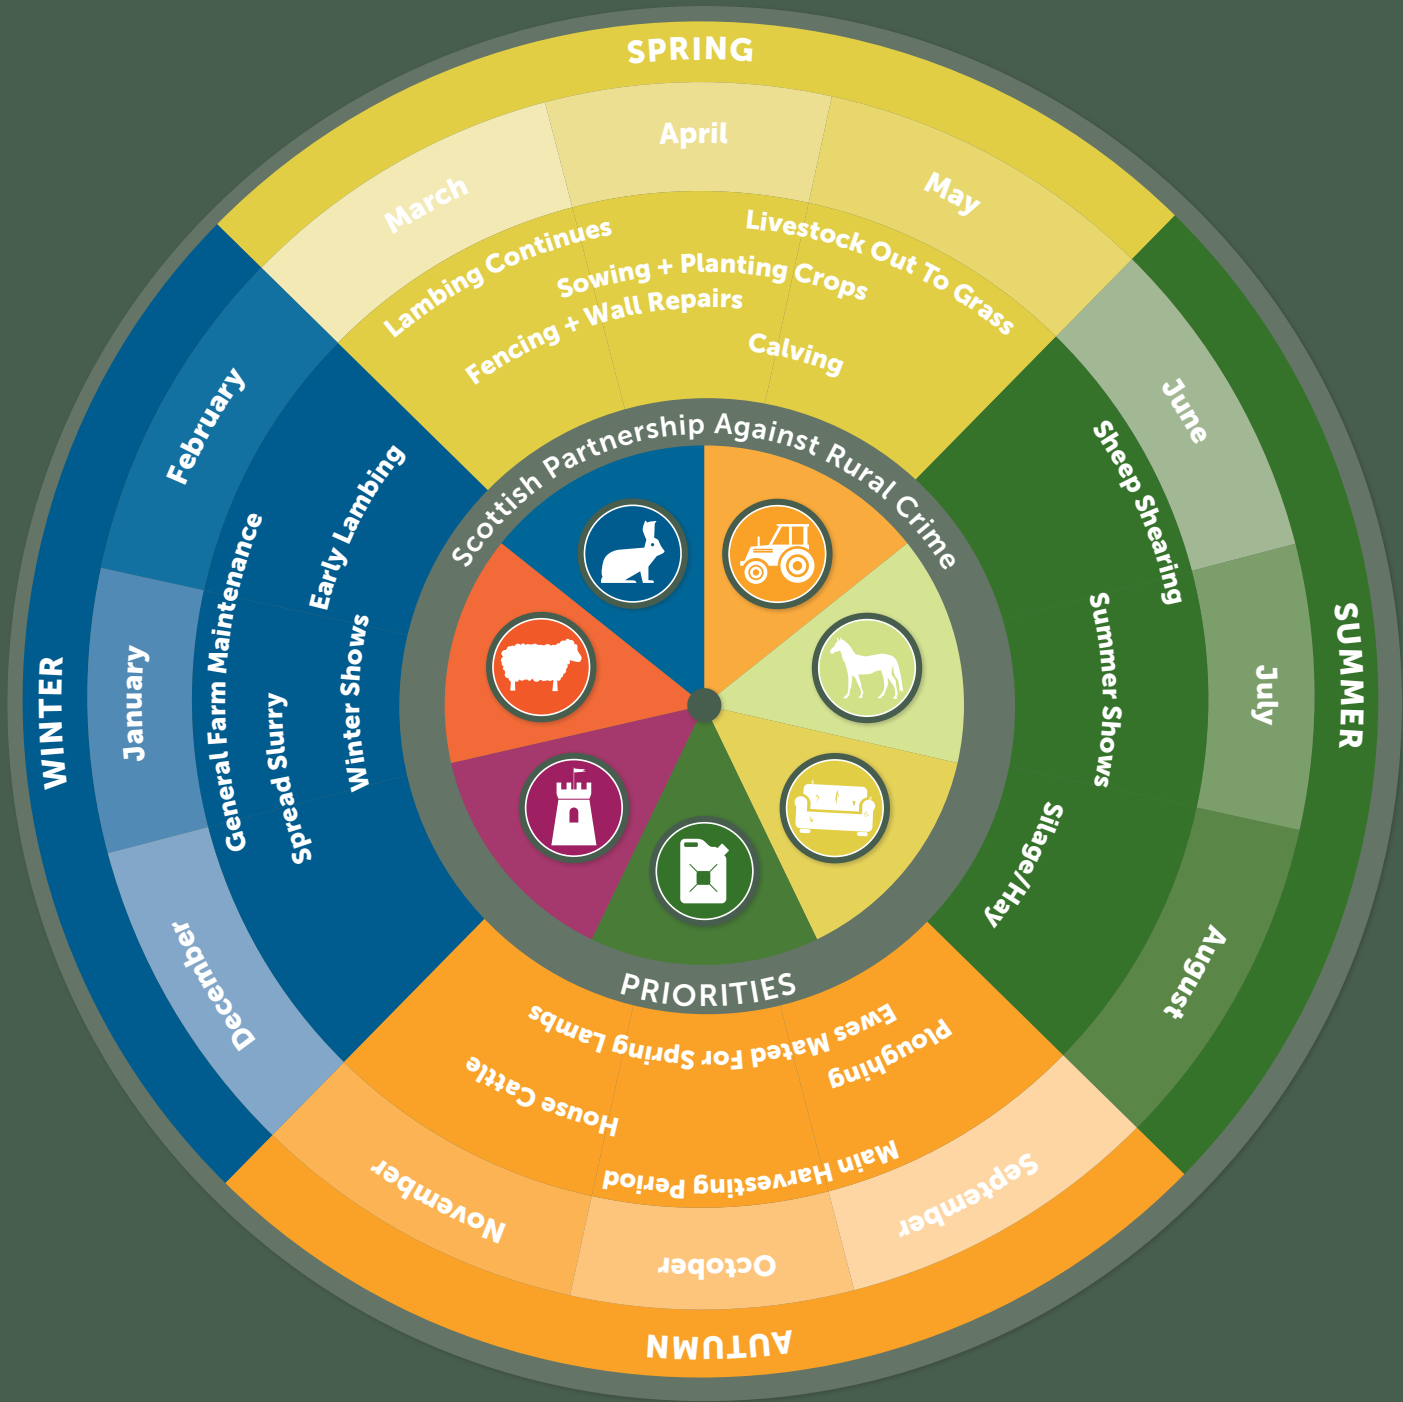 SPRING
March
April
May
Lambing Continues
Livestock Out To Grass
Sowing + Planting Crops
Fencing + Wall Repairs
Calving
SUMMER
June
July
August
Sheep Shearing
Summer Shows
Silage/Hay
AUTUMN
September
October
November
Ploughing
Ewes Mated For Spring Lambs
Main Harvesting Period
House Cattle
WINTER
December
January
February
General Farm Maintenance
Spread Slurry
Winter Shows
Early Lambing
Scottish Partnership Against Rural Crime
PRIORITIES